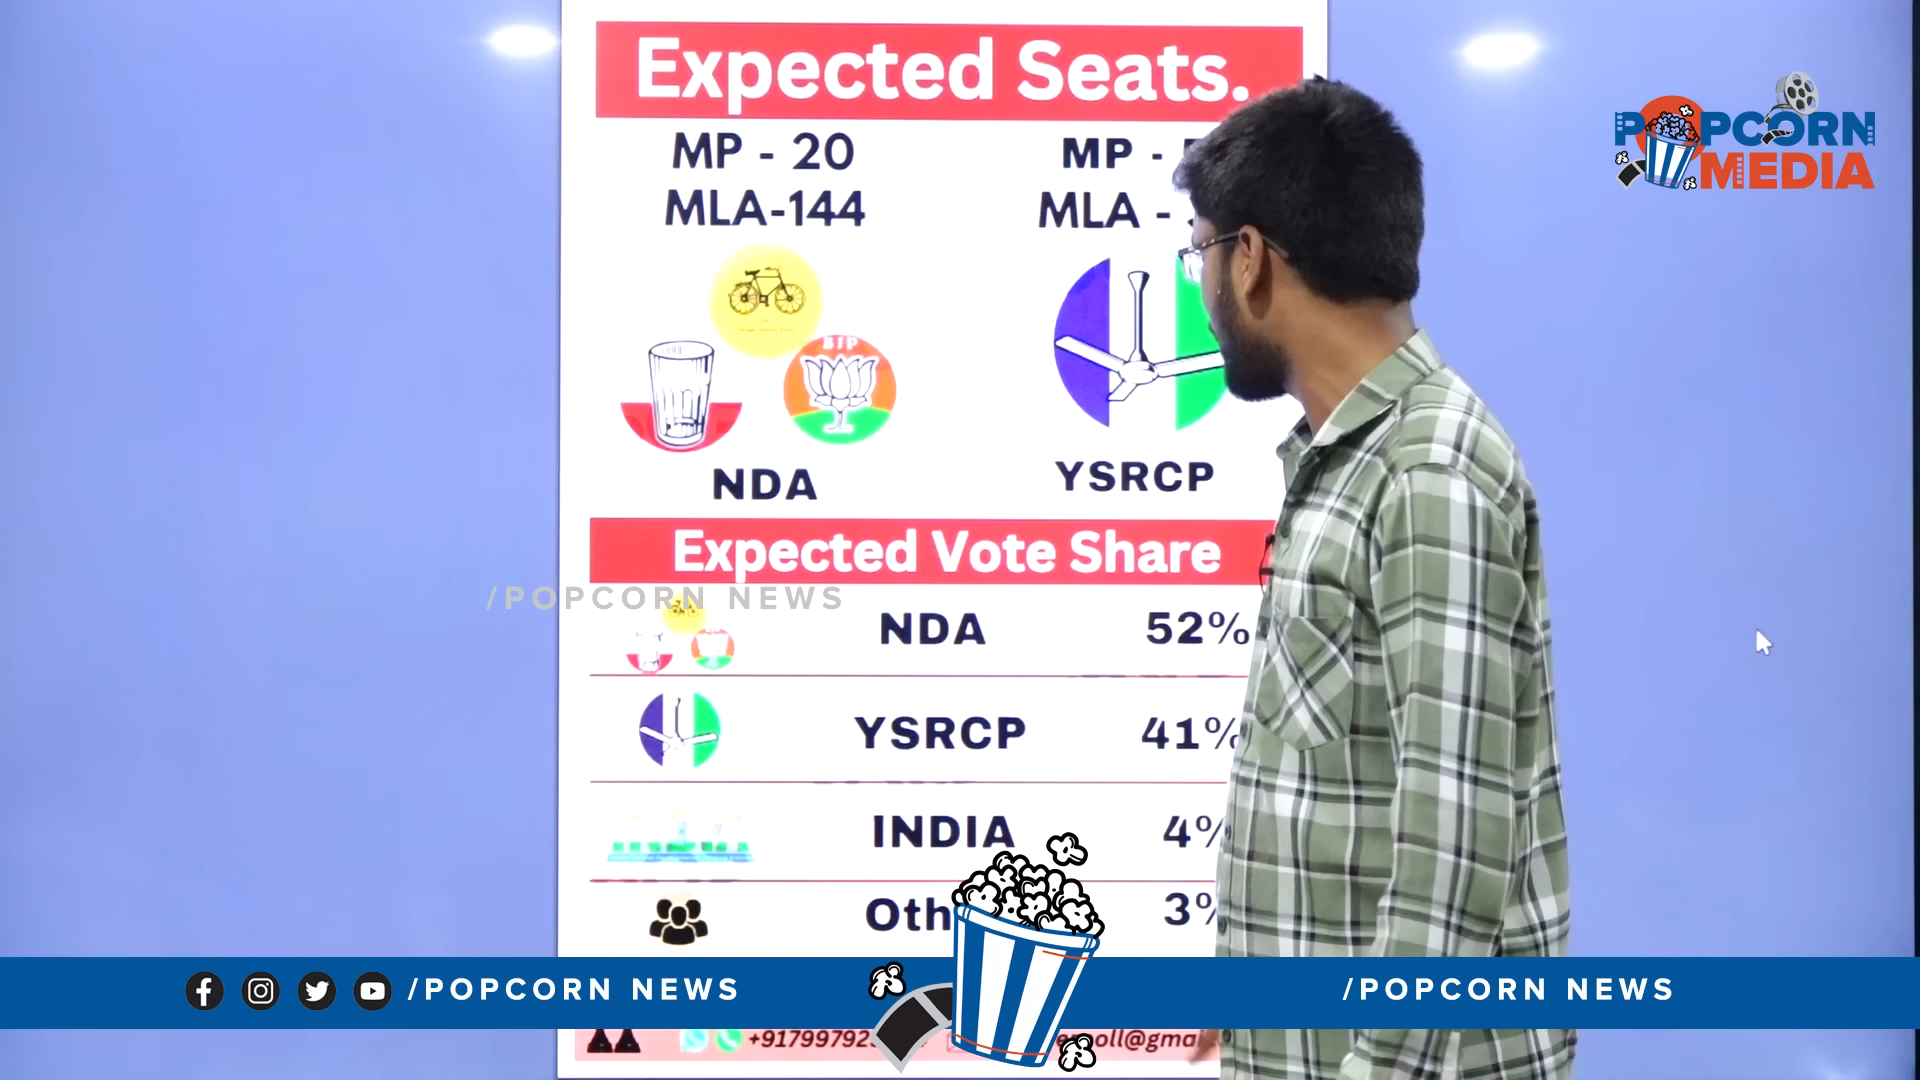 Expected Seats.
MP - 20
MLA-144
MP -
MLA -
BJP
NDA
YSRCP
POPCORN
MEDIA
Expected Vote Share
/POPCORN NEWS
NDA 52%
YSRCP 41%
INDIA 4%
3%
/POPCORN NEWS
/POPCORN NEWS